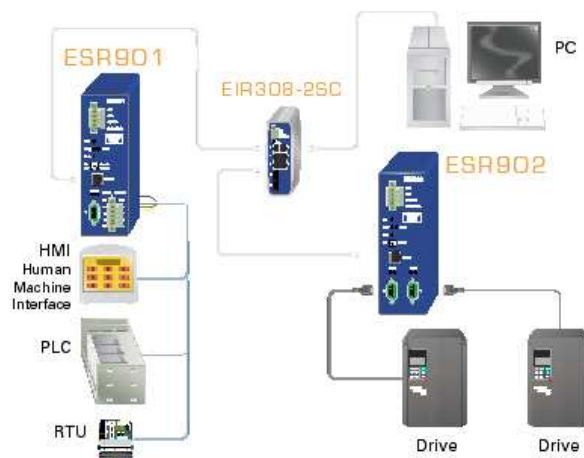 ESR901
EIR308-2SC
PC
ESR902
HMI
Human
Machine
Interface
PLC
RTU
Drive
Drive